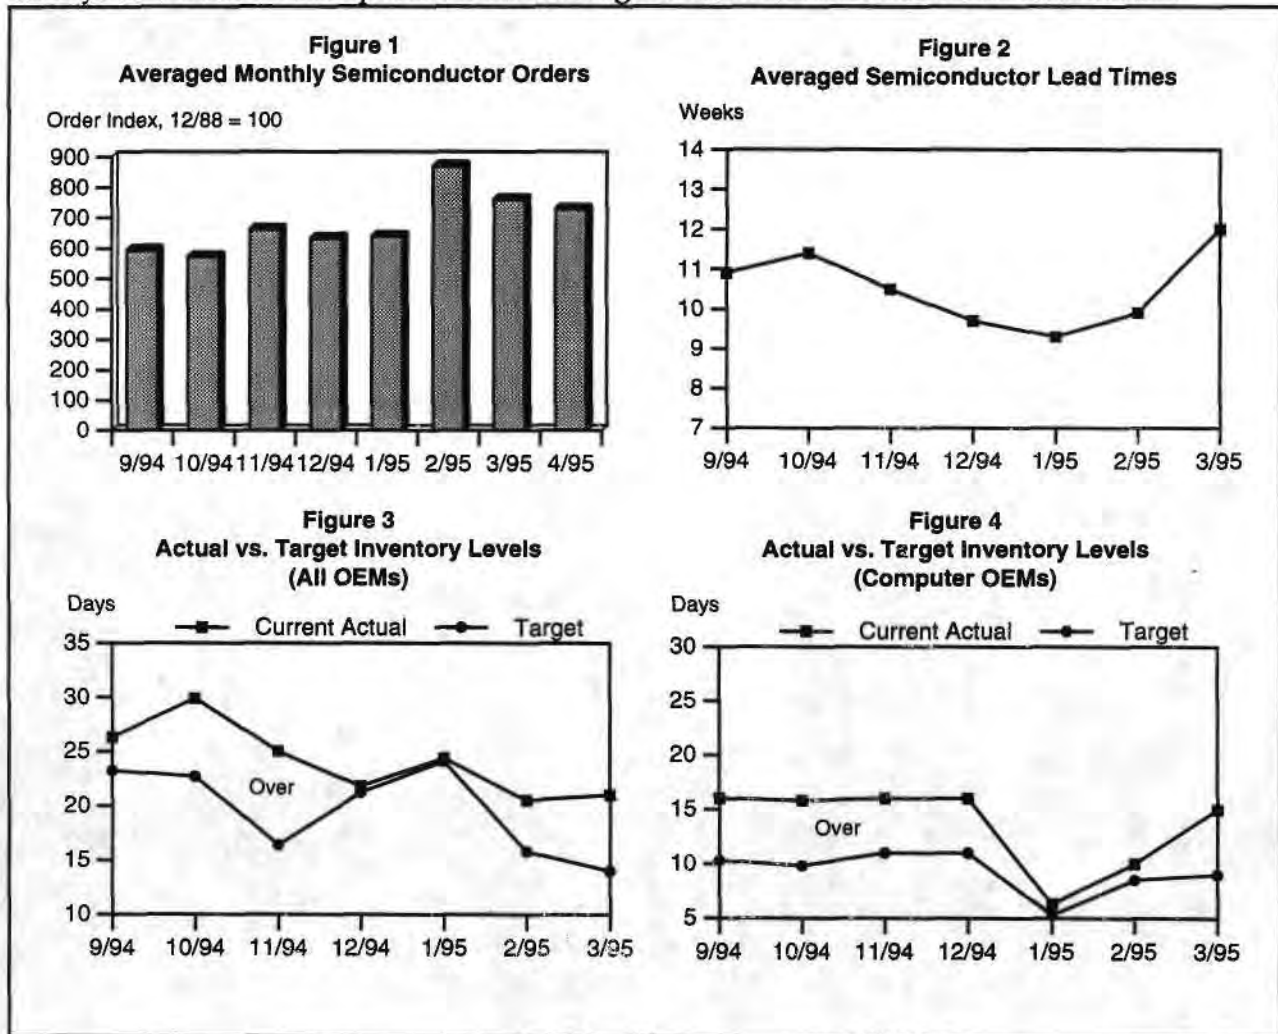 Figure 1
Averaged Monthly Semiconductor Orders
Order Index, 12/88 = 100
900
800
700
600
500
400
300
200
100
0
9/94 10/94 11/94 12/94 1/95 2/95 3/95 4/95
Figure 2
Averaged Semiconductor Lead Times
Weeks
14
13
12
11
10
9
8
7
9/94 10/94 11/94 12/94 1/95 2/95 3/95
Figure 3
Actual vs. Target Inventory Levels
(All OEMs)
Days
Current Actual Target
35
30
25
20
15
10
Over
9/94 10/94 11/94 12/94 1/95 2/95 3/95
Figure 4
Actual vs. Target Inventory Levels
(Computer OEMs)
Days
Current Actual Target
30
25
20
15
10
5
Over
9/94 10/94 11/94 12/94 1/95 2/95 3/95